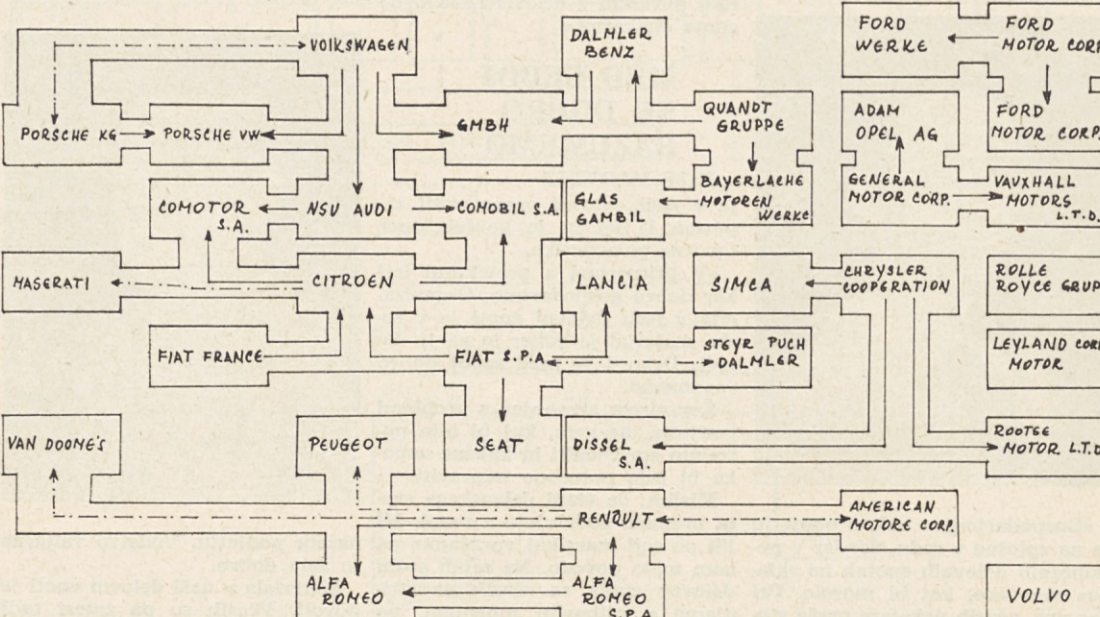 VOLKSWAGEN
DALMLER
BENZ
FORD
WERKE
FORD
MOTOR CORP.
PORSCHE KG
PORSCHE VW
GMBH
QUANDT
GRUPPE
ADAM
OPEL AG
FORD
MOTOR CORP.
COMOTOR
S.A.
NSU AUDI
COMOBIL S.A.
GLAS
GAMBIL
BAYERLACHE
MOTOREN
WERKE
GENERAL
MOTOR CORP.
VAUXHALL
MOTORS
L.T.D.
MASERATI
CITROEN
LANCIA
SIMCA
CHRYSLER
COOPERATION
ROLLE
ROYCE GRUP
FIAT FRANCE
FIAT S.P.A
STEYR PUCH
DALMLER
LEYLAND CORP
MOTOR
VAN DOONE'S
PEUGEOT
SEAT
DISSEL
S.A.
ROOTEE
MOTOR L.T.D
RENAULT
AMERICAN
MOTORE CORP.
ALFA
ROMEO
ALFA
ROMEO
S.P.A
VOLVO